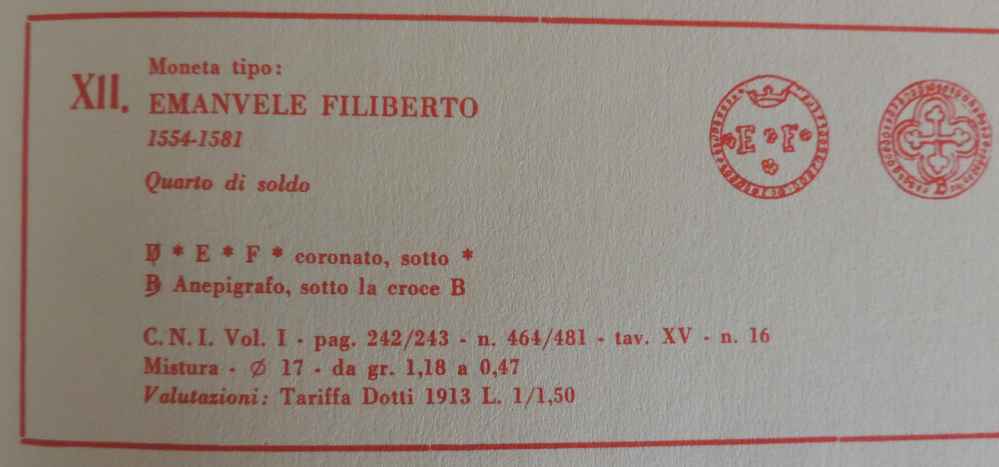 XII.
Moneta tipo:
EMANVELE FILIBERTO
1554-1581
Quarto di soldo
D * E * F * coronato, sotto *
R Anepigrafo, sotto la croce B
C. N. I. Vol. I - pag. 242/243 - n. 464/481 - tav. XV - n. 16
Mistura - ∅ 17 - da gr. 1,18 a 0,47
Valutazioni: Tariffa Dotti 1913 L. 1/1,50
E F
B